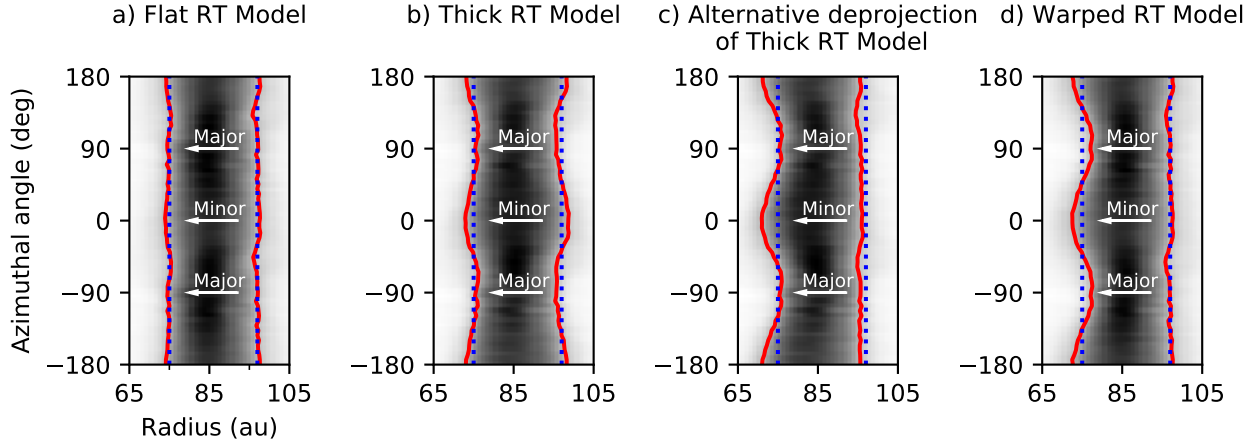 a) Flat RT Model
b) Thick RT Model
c) Alternative deprojection
of Thick RT Model
d) Warped RT Model
Azimuthal angle (deg)
180
90
0
−90
−180
Major
Minor
Major
65
85
105
Radius (au)
180
90
0
−90
−180
Major
Minor
Major
65
85
105
180
90
0
−90
−180
Major
Minor
Major
65
85
105
180
90
0
−90
−180
Major
Minor
Major
65
85
105